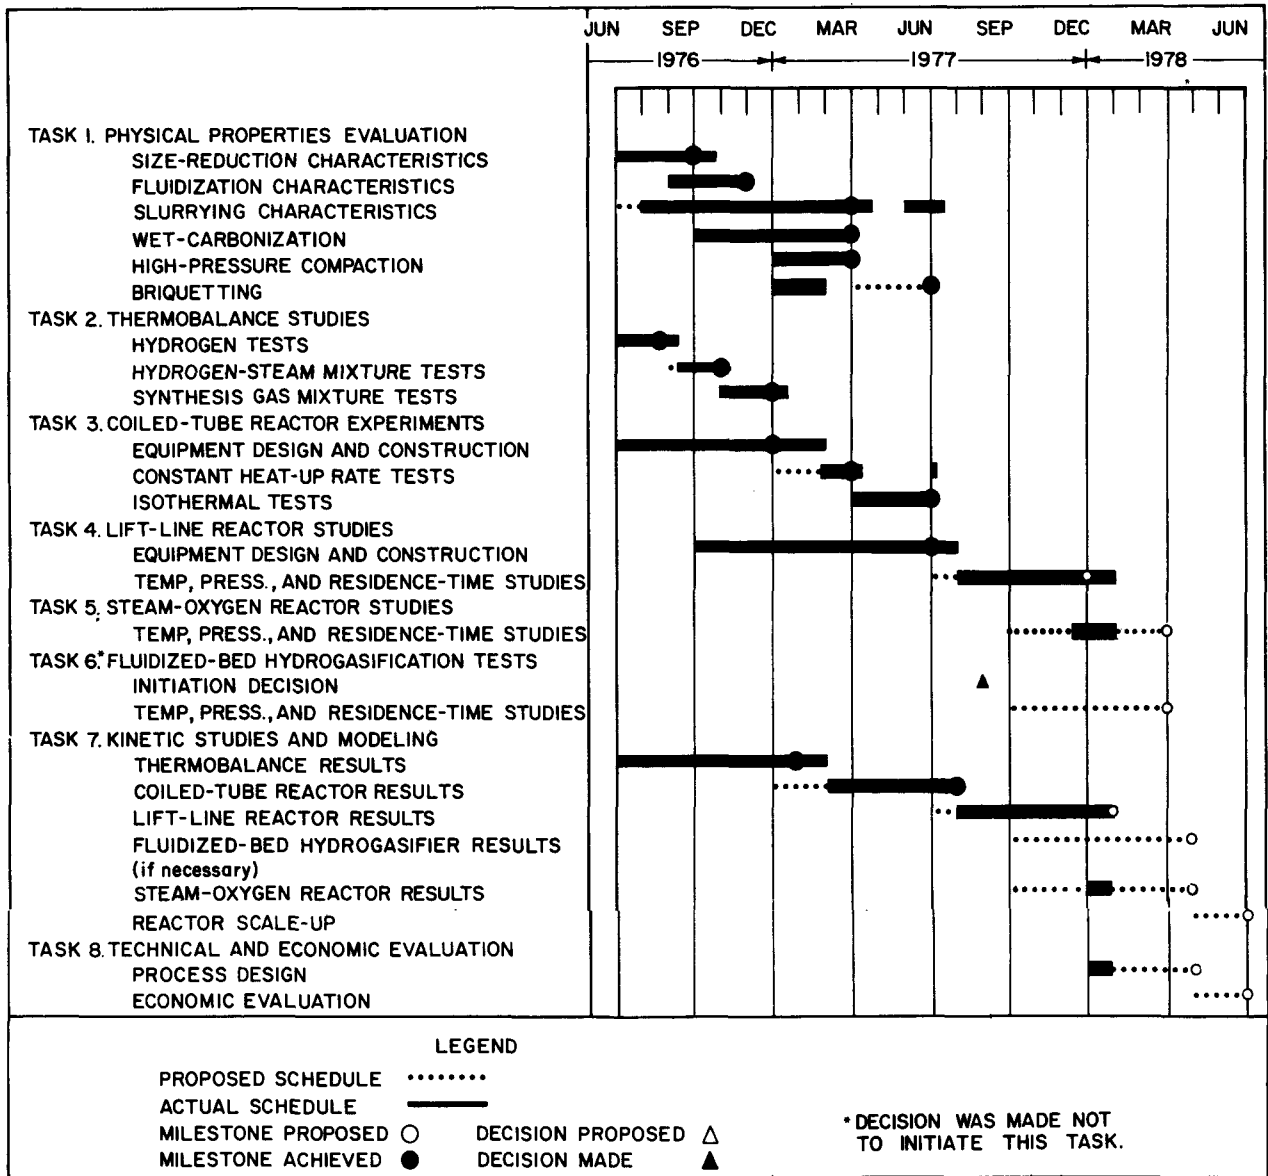 JUN SEP DEC MAR JUN SEP DEC MAR JUN
1976 1977 1978
TASK 1. PHYSICAL PROPERTIES EVALUATION
SIZE-REDUCTION CHARACTERISTICS
FLUIDIZATION CHARACTERISTICS
SLURRYING CHARACTERISTICS
WET-CARBONIZATION
HIGH-PRESSURE COMPACTION
BRIQUETTING
TASK 2. THERMOBALANCE STUDIES
HYDROGEN TESTS
HYDROGEN-STEAM MIXTURE TESTS
SYNTHESIS GAS MIXTURE TESTS
TASK 3. COILED-TUBE REACTOR EXPERIMENTS
EQUIPMENT DESIGN AND CONSTRUCTION
CONSTANT HEAT-UP RATE TESTS
ISOTHERMAL TESTS
TASK 4. LIFT-LINE REACTOR STUDIES
EQUIPMENT DESIGN AND CONSTRUCTION
TEMP, PRESS., AND RESIDENCE-TIME STUDIES
TASK 5. STEAM-OXYGEN REACTOR STUDIES
TEMP, PRESS., AND RESIDENCE-TIME STUDIES
TASK 6.* FLUIDIZED-BED HYDROGASIFICATION TESTS
INITIATION DECISION
TEMP, PRESS., AND RESIDENCE-TIME STUDIES
TASK 7. KINETIC STUDIES AND MODELING
THERMOBALANCE RESULTS
COILED-TUBE REACTOR RESULTS
LIFT-LINE REACTOR RESULTS
FLUIDIZED-BED HYDROGASIFIER RESULTS
(if necessary)
STEAM-OXYGEN REACTOR RESULTS
REACTOR SCALE-UP
TASK 8. TECHNICAL AND ECONOMIC EVALUATION
PROCESS DESIGN
ECONOMIC EVALUATION
LEGEND
PROPOSED SCHEDULE
ACTUAL SCHEDULE
MILESTONE PROPOSED DECISION PROPOSED
MILESTONE ACHIEVED DECISION MADE
* DECISION WAS MADE NOT
TO INITIATE THIS TASK.